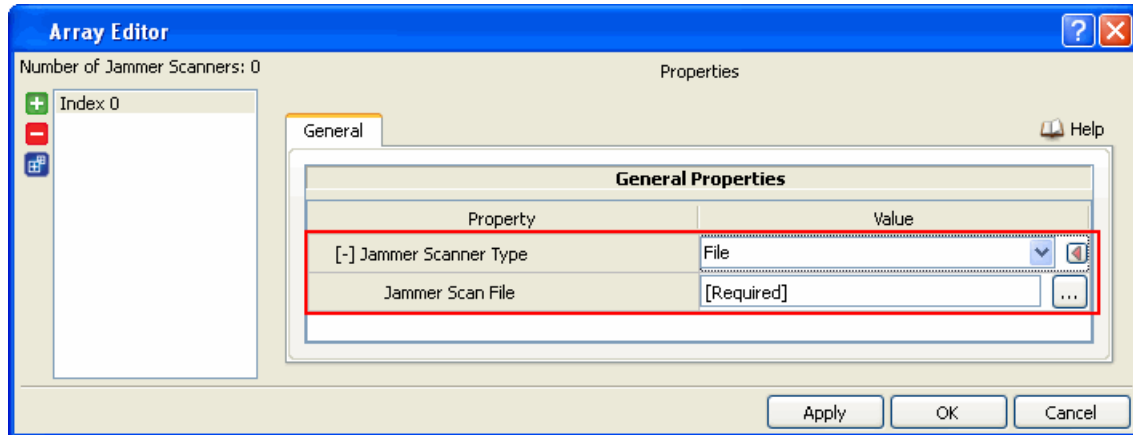 Array Editor
Number of Jammer Scanners: 0
Properties
Index 0
General
Help
General Properties
Property Value
[-] Jammer Scanner Type File
Jammer Scan File [Required] ...
Apply OK Cancel